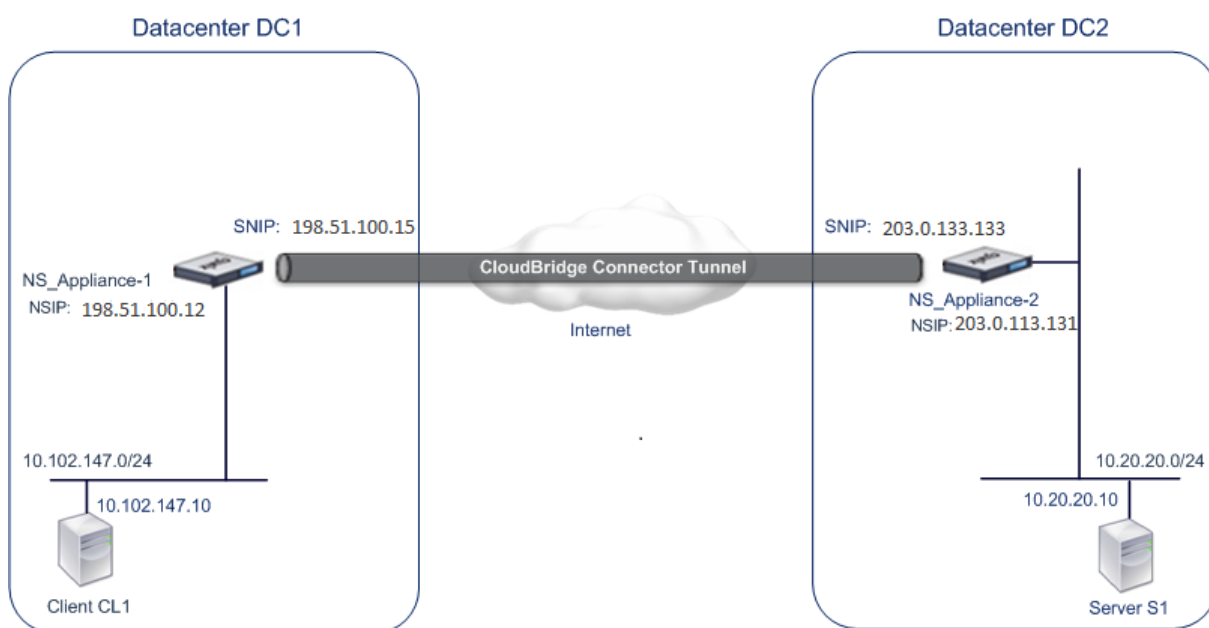 Datacenter DC1
Datacenter DC2
SNIP: 198.51.100.15
SNIP: 203.0.133.133
CloudBridge Connector Tunnel
NS_Appliance-1
NSIP: 198.51.100.12
Internet
NS_Appliance-2
NSIP: 203.0.113.131
10.102.147.0/24
10.20.20.0/24
10.102.147.10
10.20.20.10
Client CL1
Server S1